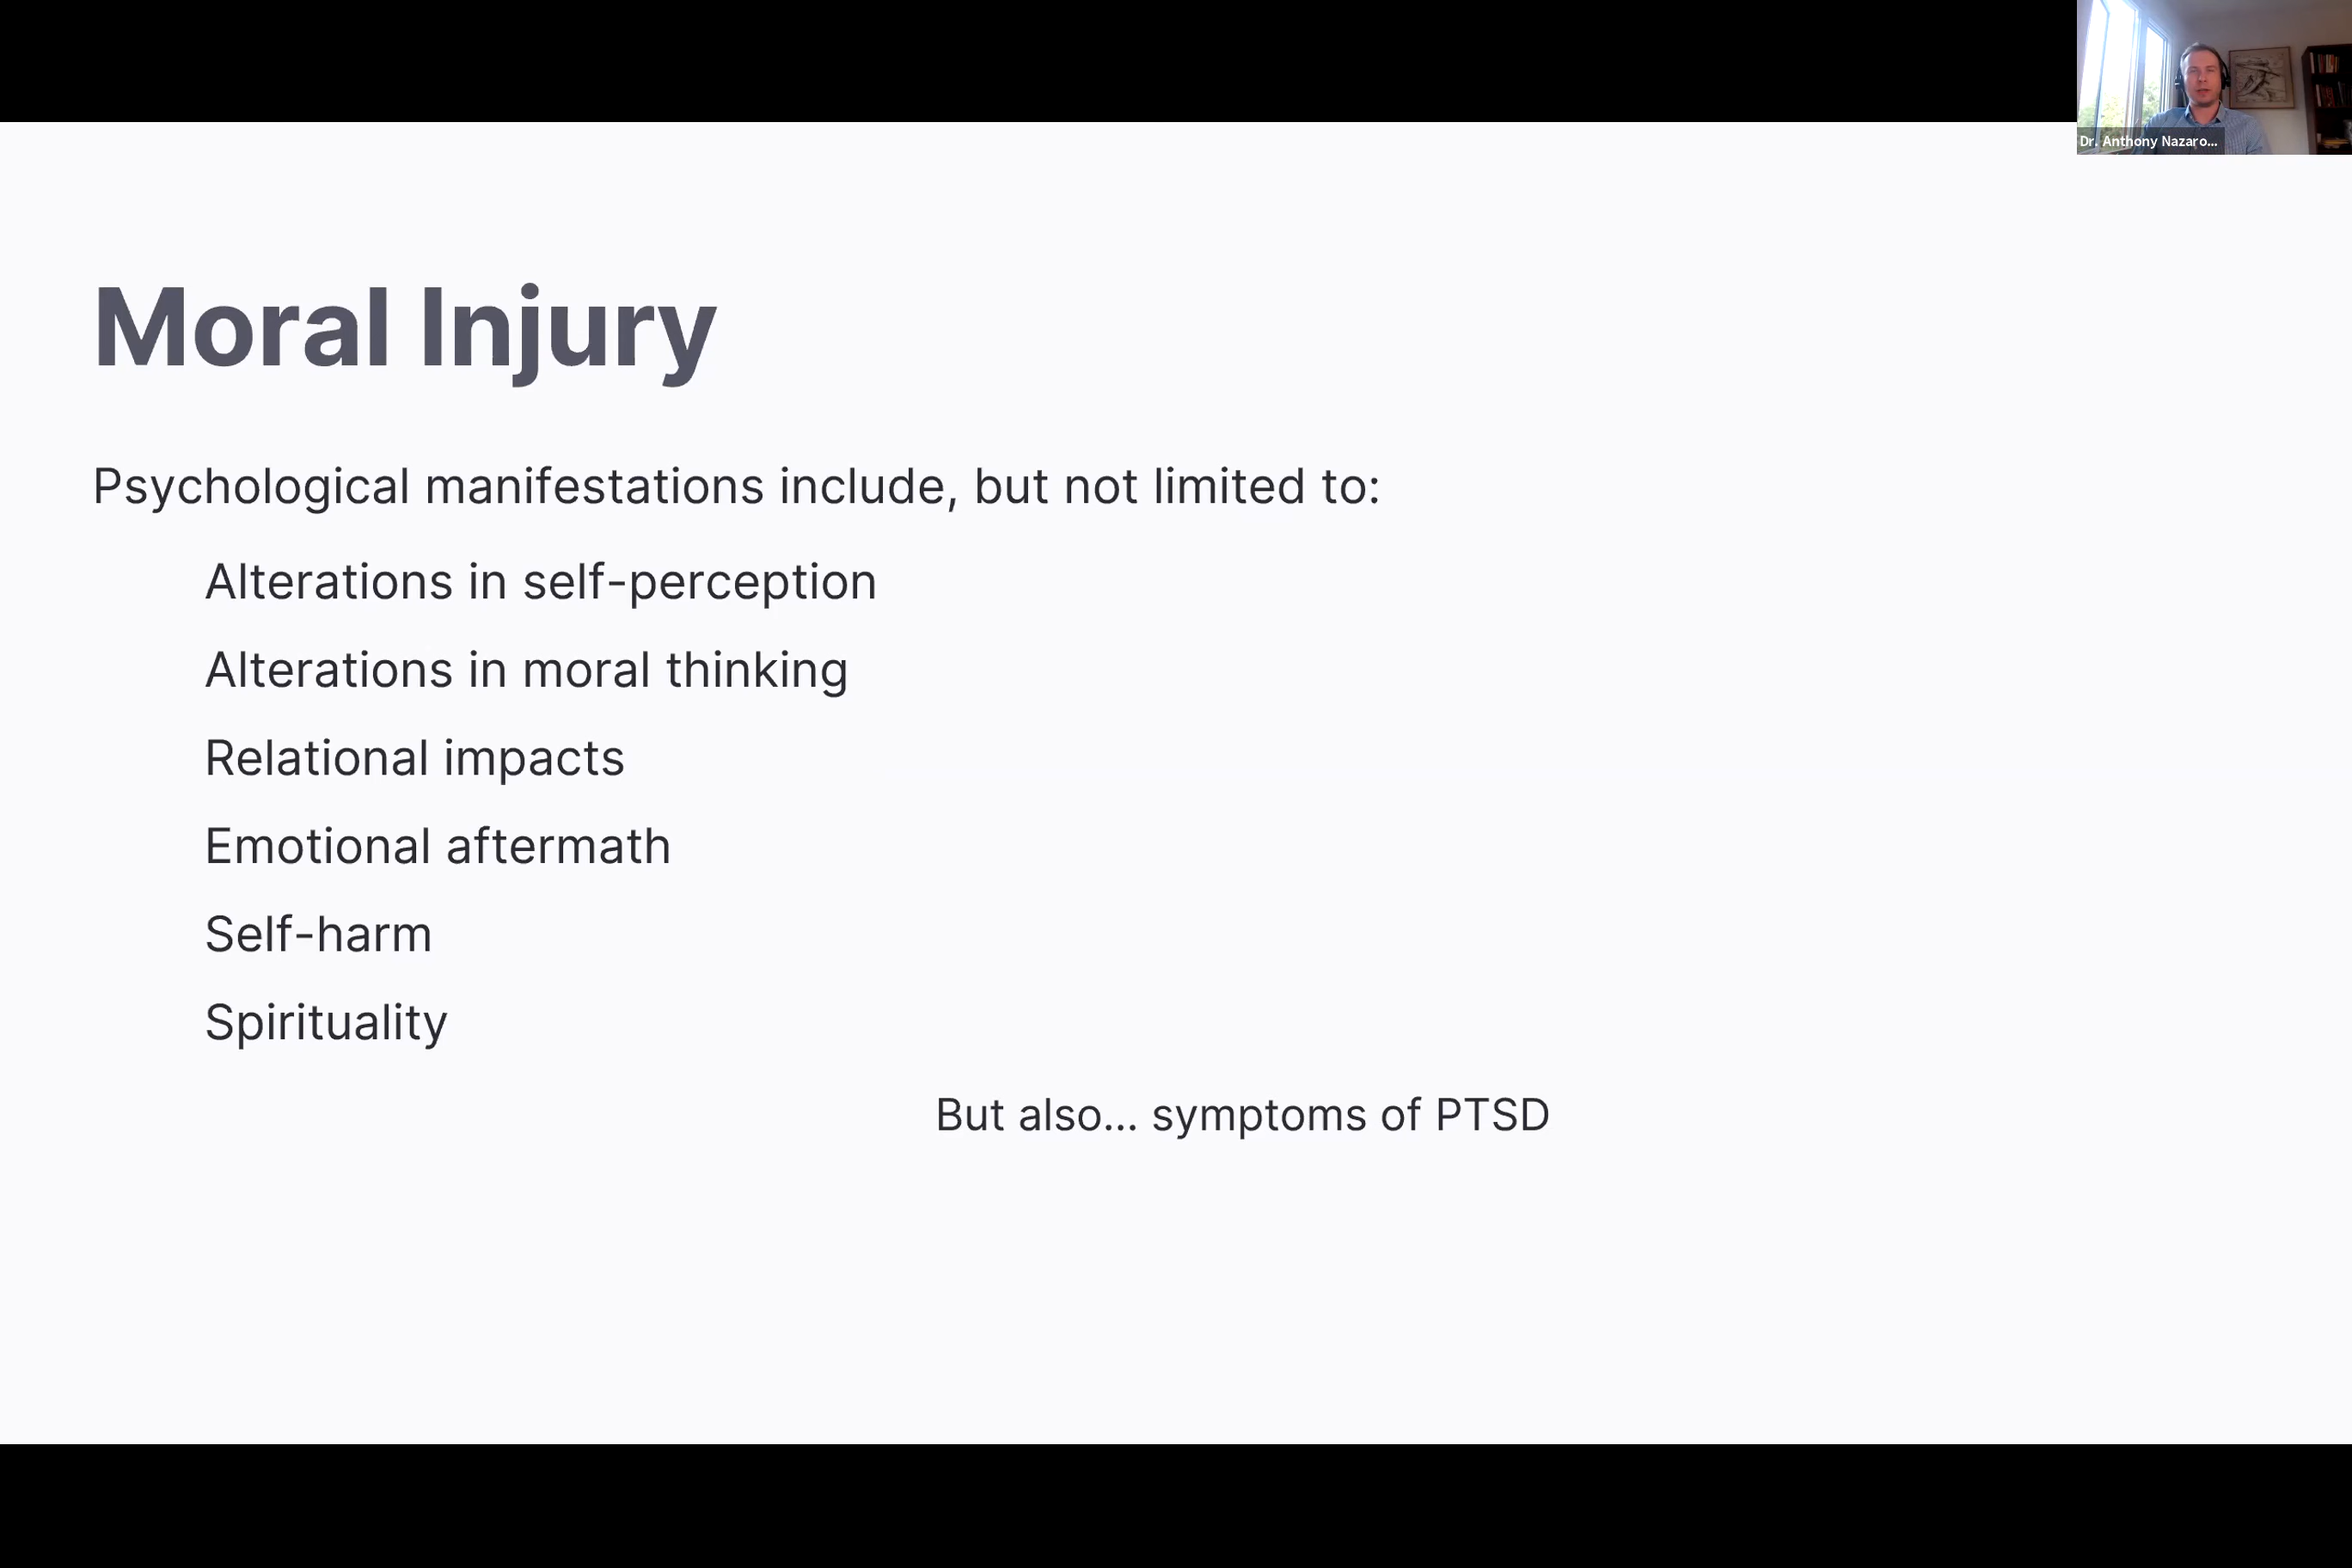 Dr. Anthony Nazaro...
Moral Injury
Psychological manifestations include, but not limited to:
Alterations in self-perception
Alterations in moral thinking
Relational impacts
Emotional aftermath
Self-harm
Spirituality
But also... symptoms of PTSD